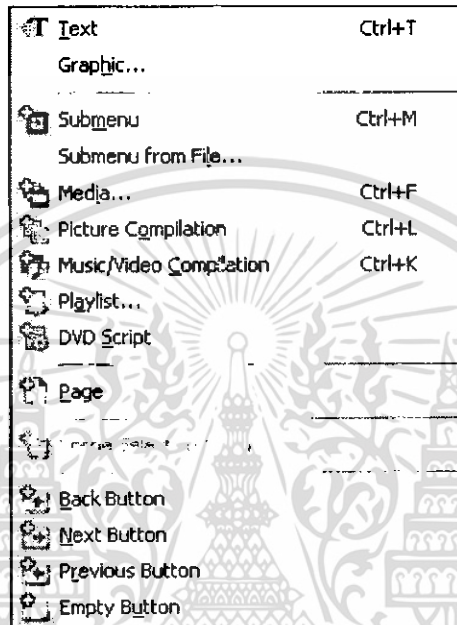 Text Ctrl+T
Graphic...
Submenu Ctrl+M
Submenu from File...
Media... Ctrl+F
Picture Compilation Ctrl+L
Music/Video Compilation Ctrl+K
Playlist...
DVD Script
Page
Back Button
Next Button
Previous Button
Empty Button